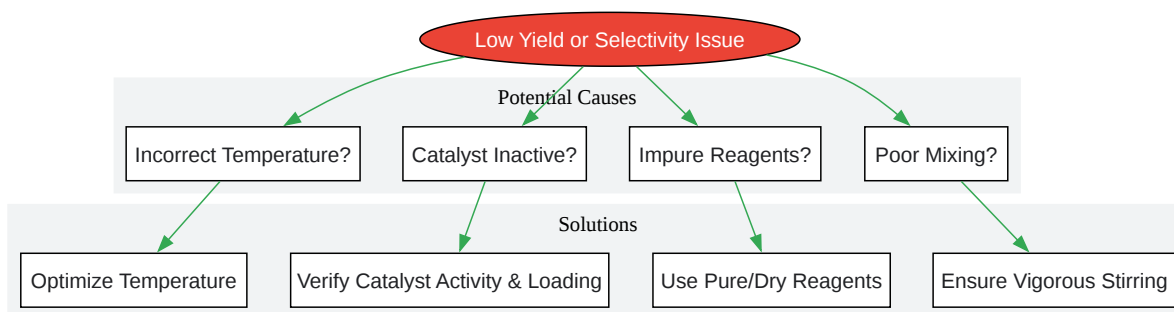 Low Yield or Selectivity Issue
Potential Causes
Incorrect Temperature?
Catalyst Inactive?
Impure Reagents?
Poor Mixing?
Solutions
Optimize Temperature
Verify Catalyst Activity & Loading
Use Pure/Dry Reagents
Ensure Vigorous Stirring